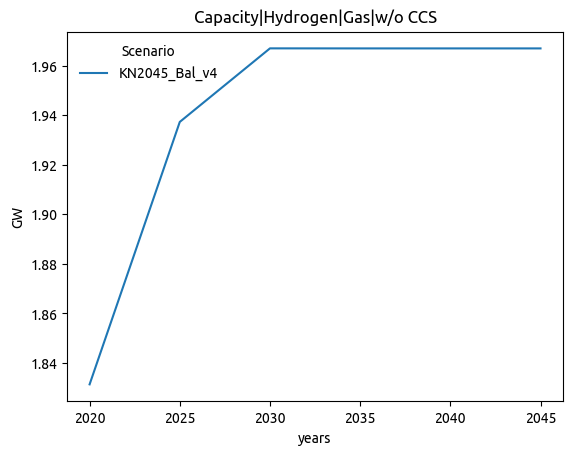 Capacity|Hydrogen|Gas|w/o CCS
Scenario
KN2045_Bal_v4
GW
1.96
1.94
1.92
1.90
1.88
1.86
1.84
2020 2025 2030 2035 2040 2045
years